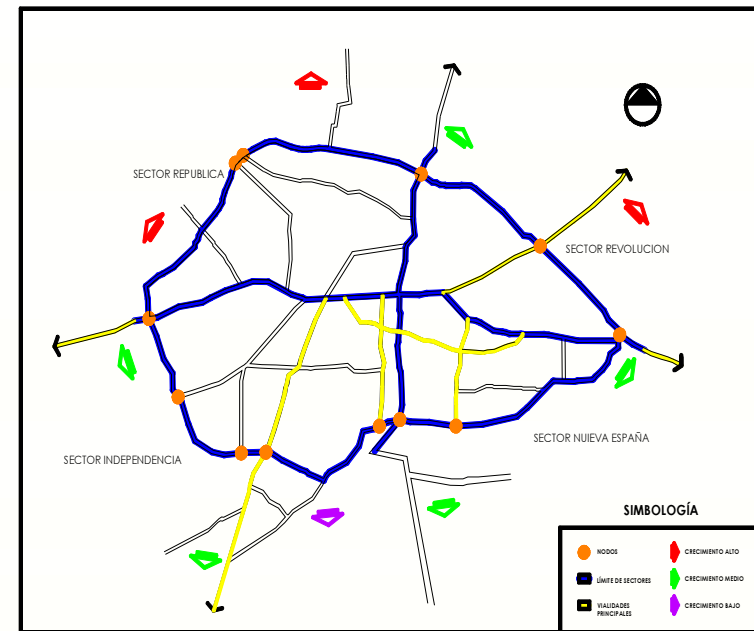 SECTOR REPUBLICA
SECTOR REVOLUCION
SECTOR INDEPENDENCIA
SECTOR NUIEVA ESPAÑA
SIMBOLOGÍA
NODOS
CRECIMIENTO ALTO
LÍMITE DE SECTORES
CRECIMIENTO MEDIO
VIALIDADES
PRINCIPALES
CRECIMIENTO BAJO